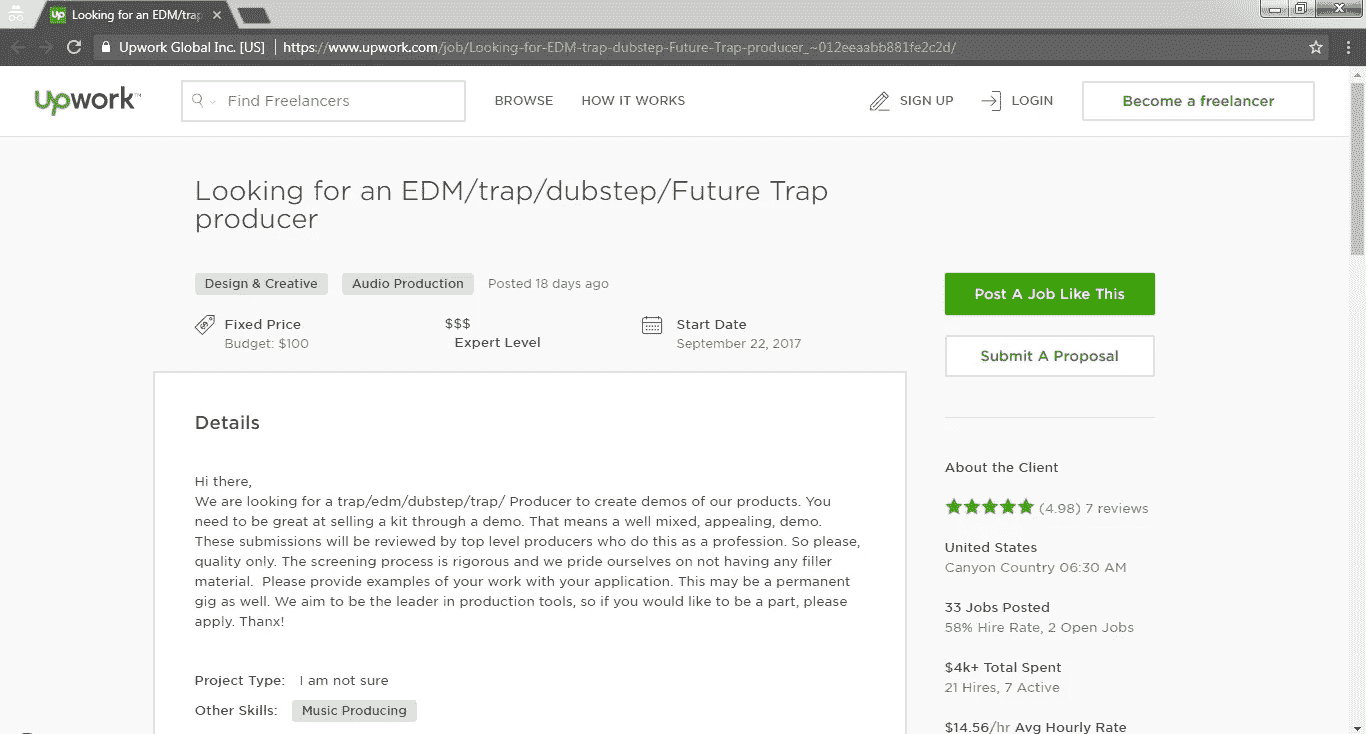 up Looking for an EDM/trap
Upwork Global Inc. [US] https://www.upwork.com/job/Looking-for-EDM-trap-dubstep-Future-Trap-producer_~012eeaabb881fe2c2d/
Upwork™ Find Freelancers BROWSE HOW IT WORKS SIGN UP LOGIN Become a freelancer
Looking for an EDM/trap/dubstep/Future Trap
producer
Design & Creative Audio Production Posted 18 days ago
Post A Job Like This
Fixed Price $$$ Start Date
Budget: $100 Expert Level September 22, 2017
Submit A Proposal
Details
Hi there,
We are looking for a trap/edm/dubstep/trap/ Producer to create demos of our products. You
need to be great at selling a kit through a demo. That means a well mixed, appealing, demo.
These submissions will be reviewed by top level producers who do this as a profession. So please,
quality only. The screening process is rigorous and we pride ourselves on not having any filler
material.  Please provide examples of your work with your application. This may be a permanent
gig as well. We aim to be the leader in production tools, so if you would like to be a part, please
apply. Thanx!
Project Type: I am not sure
Other Skills: Music Producing
About the Client
(4.98) 7 reviews
United States
Canyon Country 06:30 AM
33 Jobs Posted
58% Hire Rate, 2 Open Jobs
$4k+ Total Spent
21 Hires, 7 Active
$14.56/hr Avg Hourly Rate